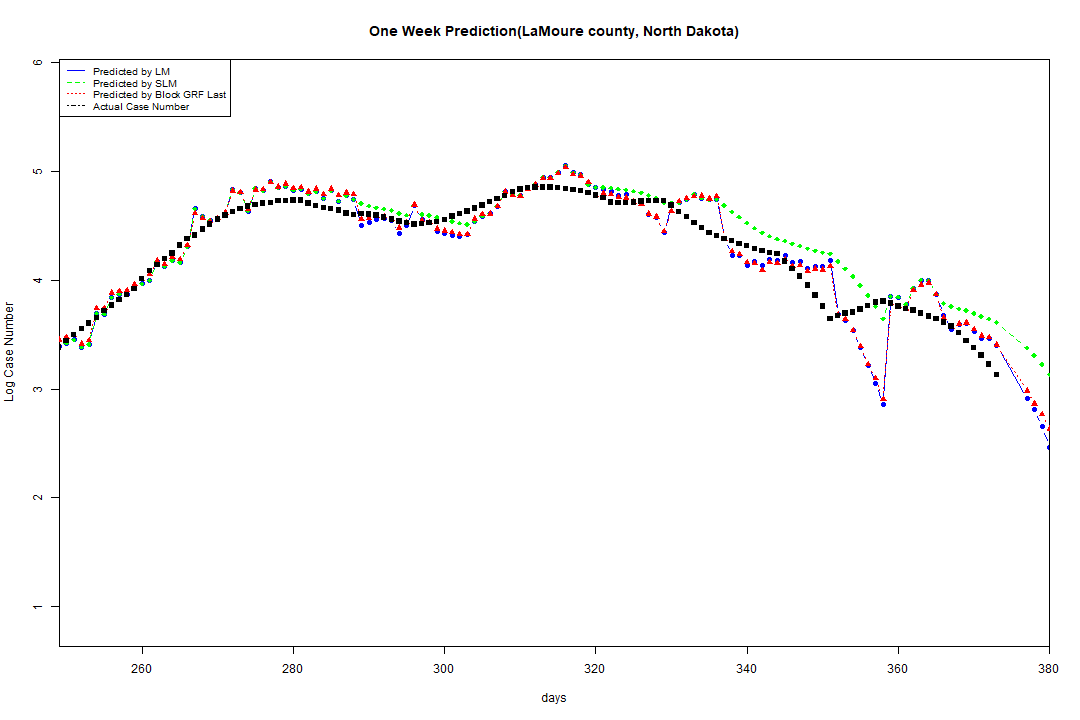 One Week Prediction(LaMoure county, North Dakota)
Predicted by LM
Predicted by SLM
Predicted by Block GRF Last
Actual Case Number
6
5
4
3
2
1
Log Case Number
260 280 300 320 340 360 380
days